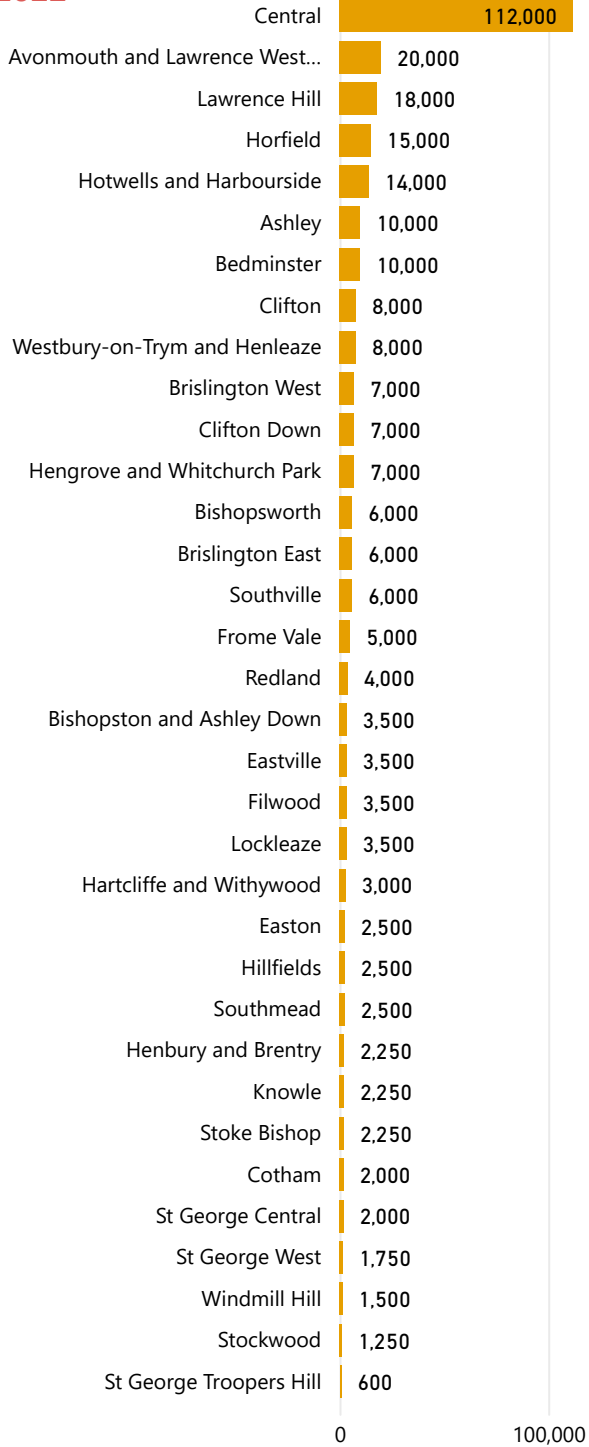 Central 112,000
Avonmouth and Lawrence West... 20,000
Lawrence Hill 18,000
Horfield 15,000
Hotwells and Harbourside 14,000
Ashley 10,000
Bedminster 10,000
Clifton 8,000
Westbury-on-Trym and Henleaze 8,000
Brislington West 7,000
Clifton Down 7,000
Hengrove and Whitchurch Park 7,000
Bishopsworth 6,000
Brislington East 6,000
Southville 6,000
Frome Vale 5,000
Redland 4,000
Bishopston and Ashley Down 3,500
Eastville 3,500
Filwood 3,500
Lockleaze 3,500
Hartcliffe and Withywood 3,000
Easton 2,500
Hillfields 2,500
Southmead 2,500
Henbury and Brentry 2,250
Knowle 2,250
Stoke Bishop 2,250
Cotham 2,000
St George Central 2,000
St George West 1,750
Windmill Hill 1,500
Stockwood 1,250
St George Troopers Hill 600
0 100,000